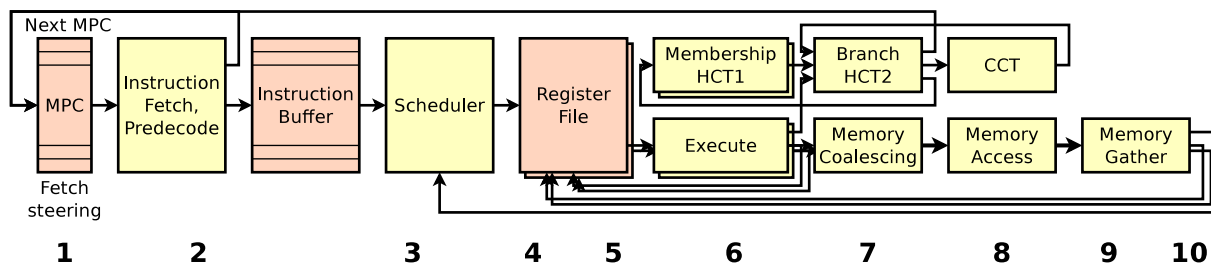 Next MPC
MPC
Fetch
steering
Instruction
Fetch,
Predecode
Instruction
Buffer
Scheduler
Register
File
Membership
HCT1
Branch
HCT2
CCT
Execute
Memory
Coalescing
Memory
Access
Memory
Gather
1 2 3 4 5 6 7 8 9 10